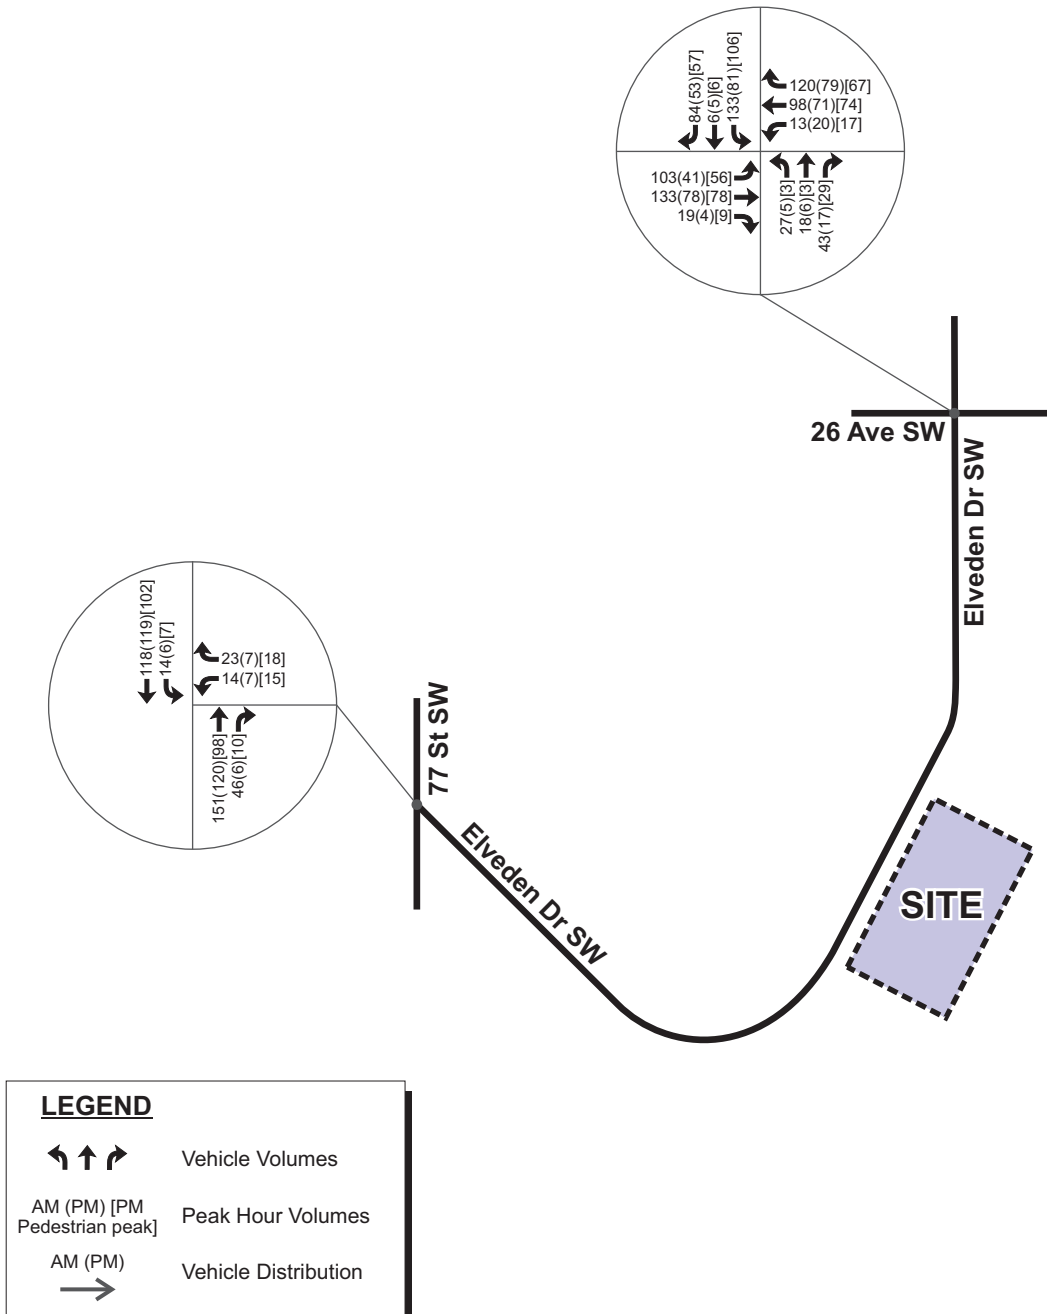 84(53)[57]
6(5)[6]
133(81)[106]
120(79)[67]
98(71)[74]
13(20)[17]
103(41)[56]
133(78)[78]
19(4)[9]
27(5)[3]
18(6)[3]
43(17)[29]
26 Ave SW
Elveden Dr SW
118(119)[102]
14(6)[7]
23(7)[18]
14(7)[15]
151(120)[98]
46(6)[10]
77 St SW
Elveden Dr SW
SITE
LEGEND
Vehicle Volumes
AM (PM) [PM
Pedestrian peak]
Peak Hour Volumes
AM (PM)
Vehicle Distribution